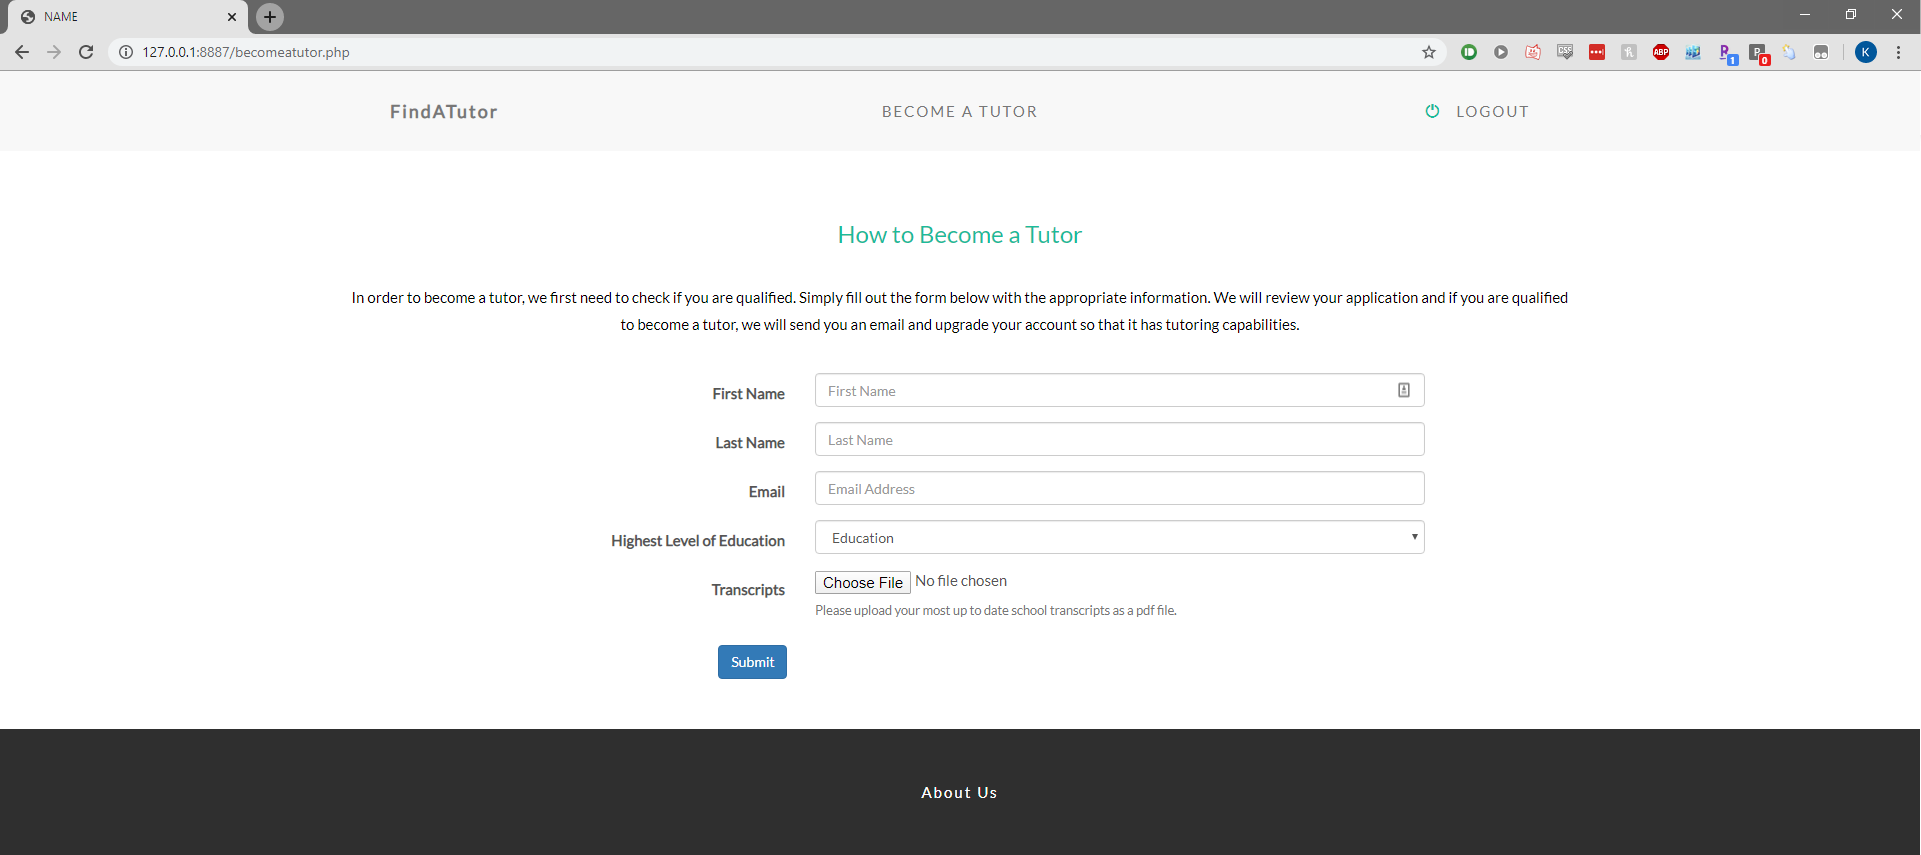 NAME
127.0.0.1:8887/becomeatutor.php
CSS
ABP
1
P
0
K
FindATutor
BECOME A TUTOR
LOGOUT
How to Become a Tutor
In order to become a tutor, we first need to check if you are qualified. Simply fill out the form below with the appropriate information. We will review your application and if you are qualified
to become a tutor, we will send you an email and upgrade your account so that it has tutoring capabilities.
First Name
First Name
Last Name
Last Name
Email
Email Address
Highest Level of Education
Education
Transcripts
Choose File No file chosen
Please upload your most up to date school transcripts as a pdf file.
Submit
About Us